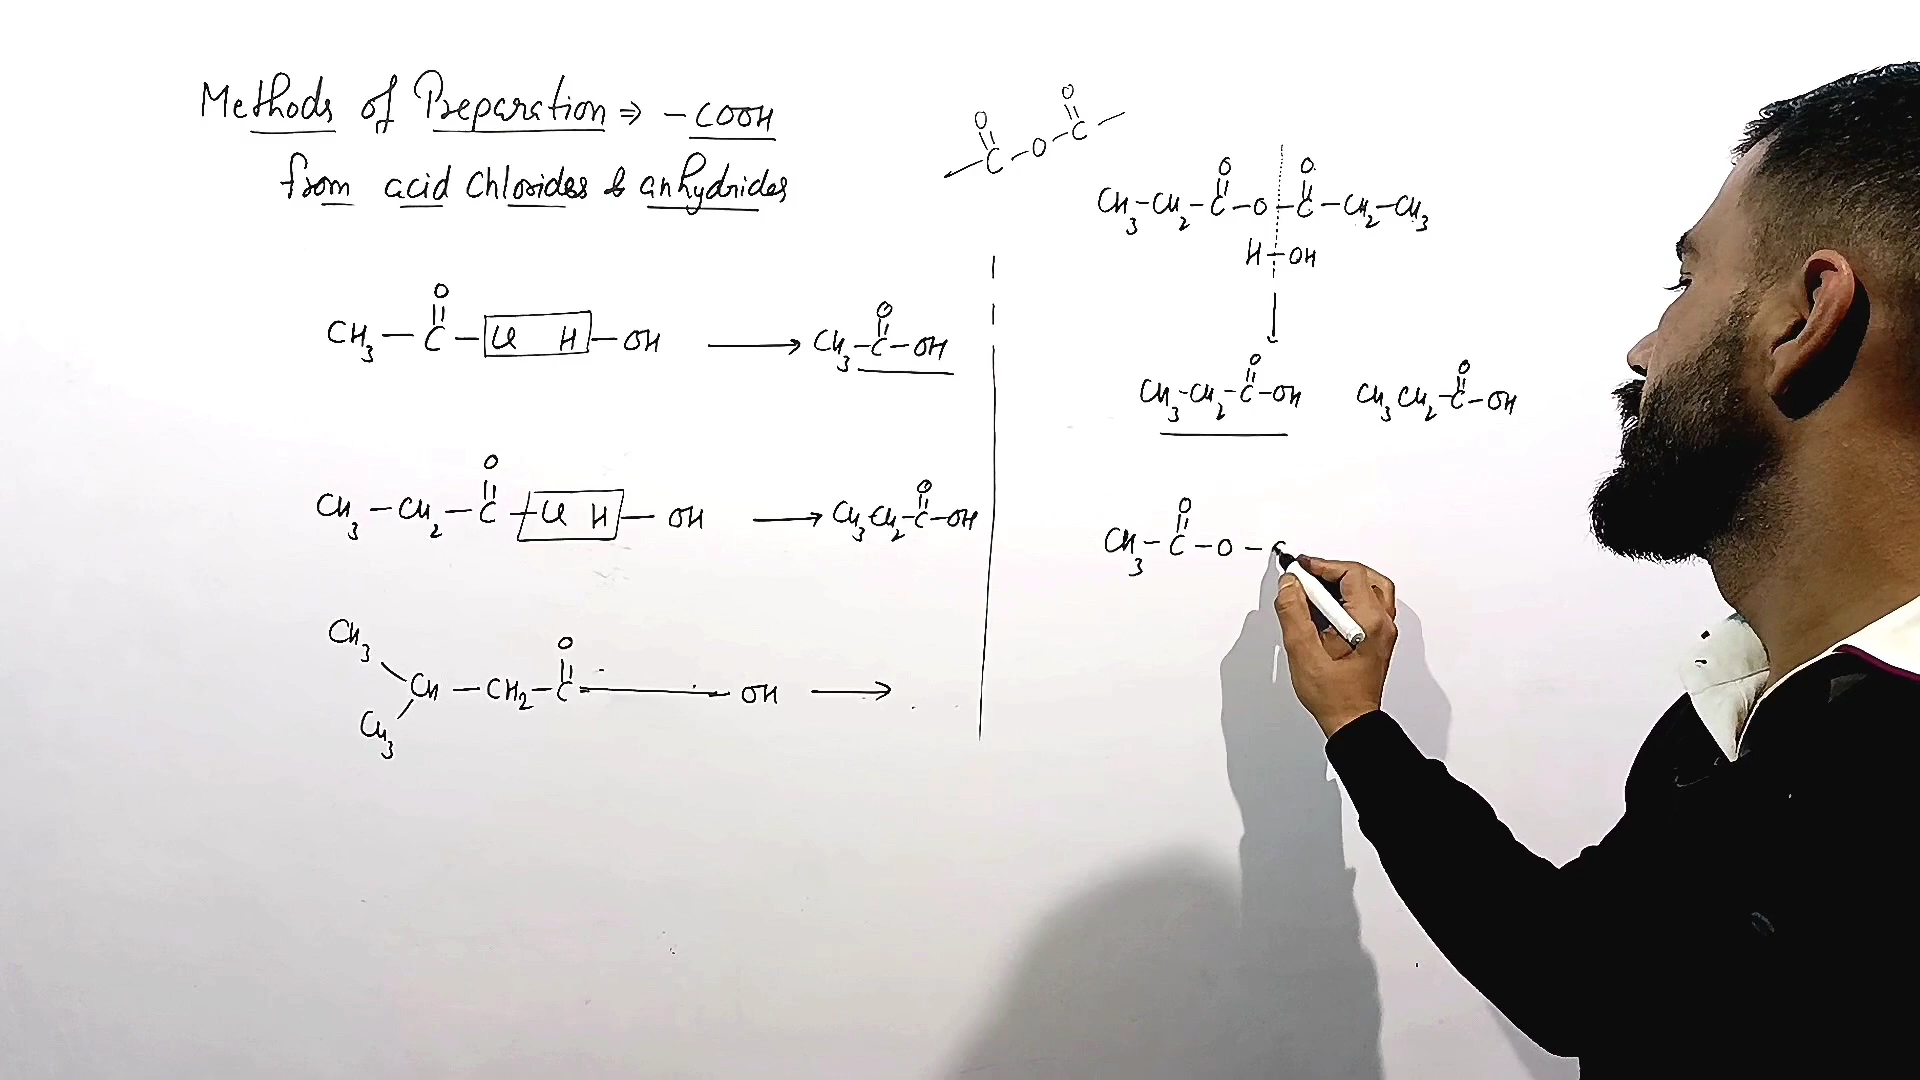 Methods of Preparation ⇒ -COOH
from acid Chlorides & anhydrides
O
CH3 — C — Cl H — OH → CH3-C-OH
O
O
CH3 — CH2 — C — Cl H — OH → CH3CH2-C-OH
O
CH3
O
CH — CH2 — C — OH →
CH3
O O
C-O-C
O O
CH3-CH2-C-O-C-CH2-CH3
H-OH
↓
O O
CH3-CH2-C-OH CH3CH2-C-OH
O
CH3-C-O-C